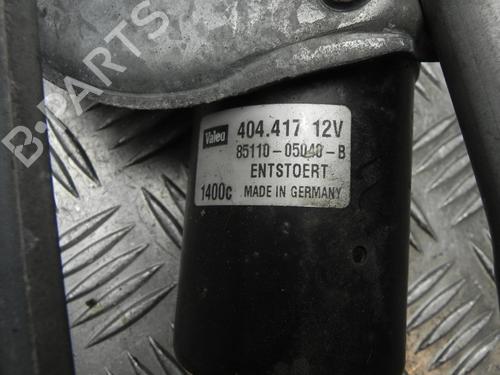 B-PARTS
Valeo 404.417 12V
85110-05040-B
ENTSTOERT
1400c MADE IN GERMANY